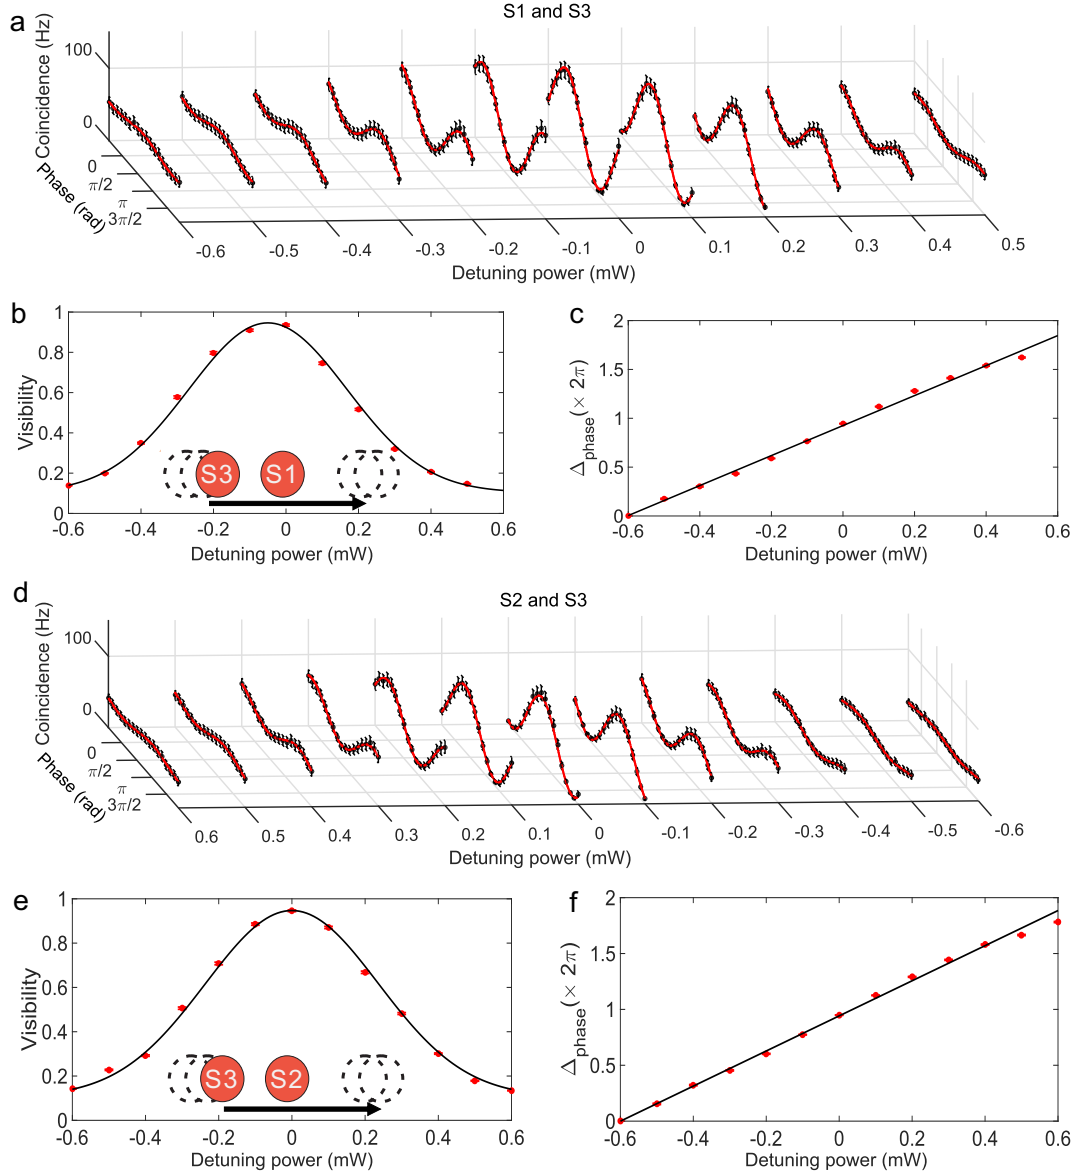 a
S1 and S3
Coincidence (Hz)
100
0
Phase (rad)
0
π/2
π
3π/2
-0.6 -0.5 -0.4 -0.3 -0.2 -0.1 0 0.1 0.2 0.3 0.4 0.5
Detuning power (mW)
b
Visibility
1
0.8
0.6
0.4
0.2
0
S3 S1
-0.6 -0.4 -0.2 0 0.2 0.4 0.6
Detuning power (mW)
c
Δphase(× 2π)
2
1.5
1
0.5
0
-0.6 -0.4 -0.2 0 0.2 0.4 0.6
Detuning power (mW)
d
S2 and S3
Coincidence (Hz)
100
0
Phase (rad)
0
π/2
π
3π/2
0.6 0.5 0.4 0.3 0.2 0.1 0 -0.1 -0.2 -0.3 -0.4 -0.5 -0.6
Detuning power (mW)
e
Visibility
1
0.8
0.6
0.4
0.2
0
S3 S2
-0.6 -0.4 -0.2 0 0.2 0.4 0.6
Detuning power (mW)
f
Δphase(× 2π)
2
1.5
1
0.5
0
-0.6 -0.4 -0.2 0 0.2 0.4 0.6
Detuning power (mW)